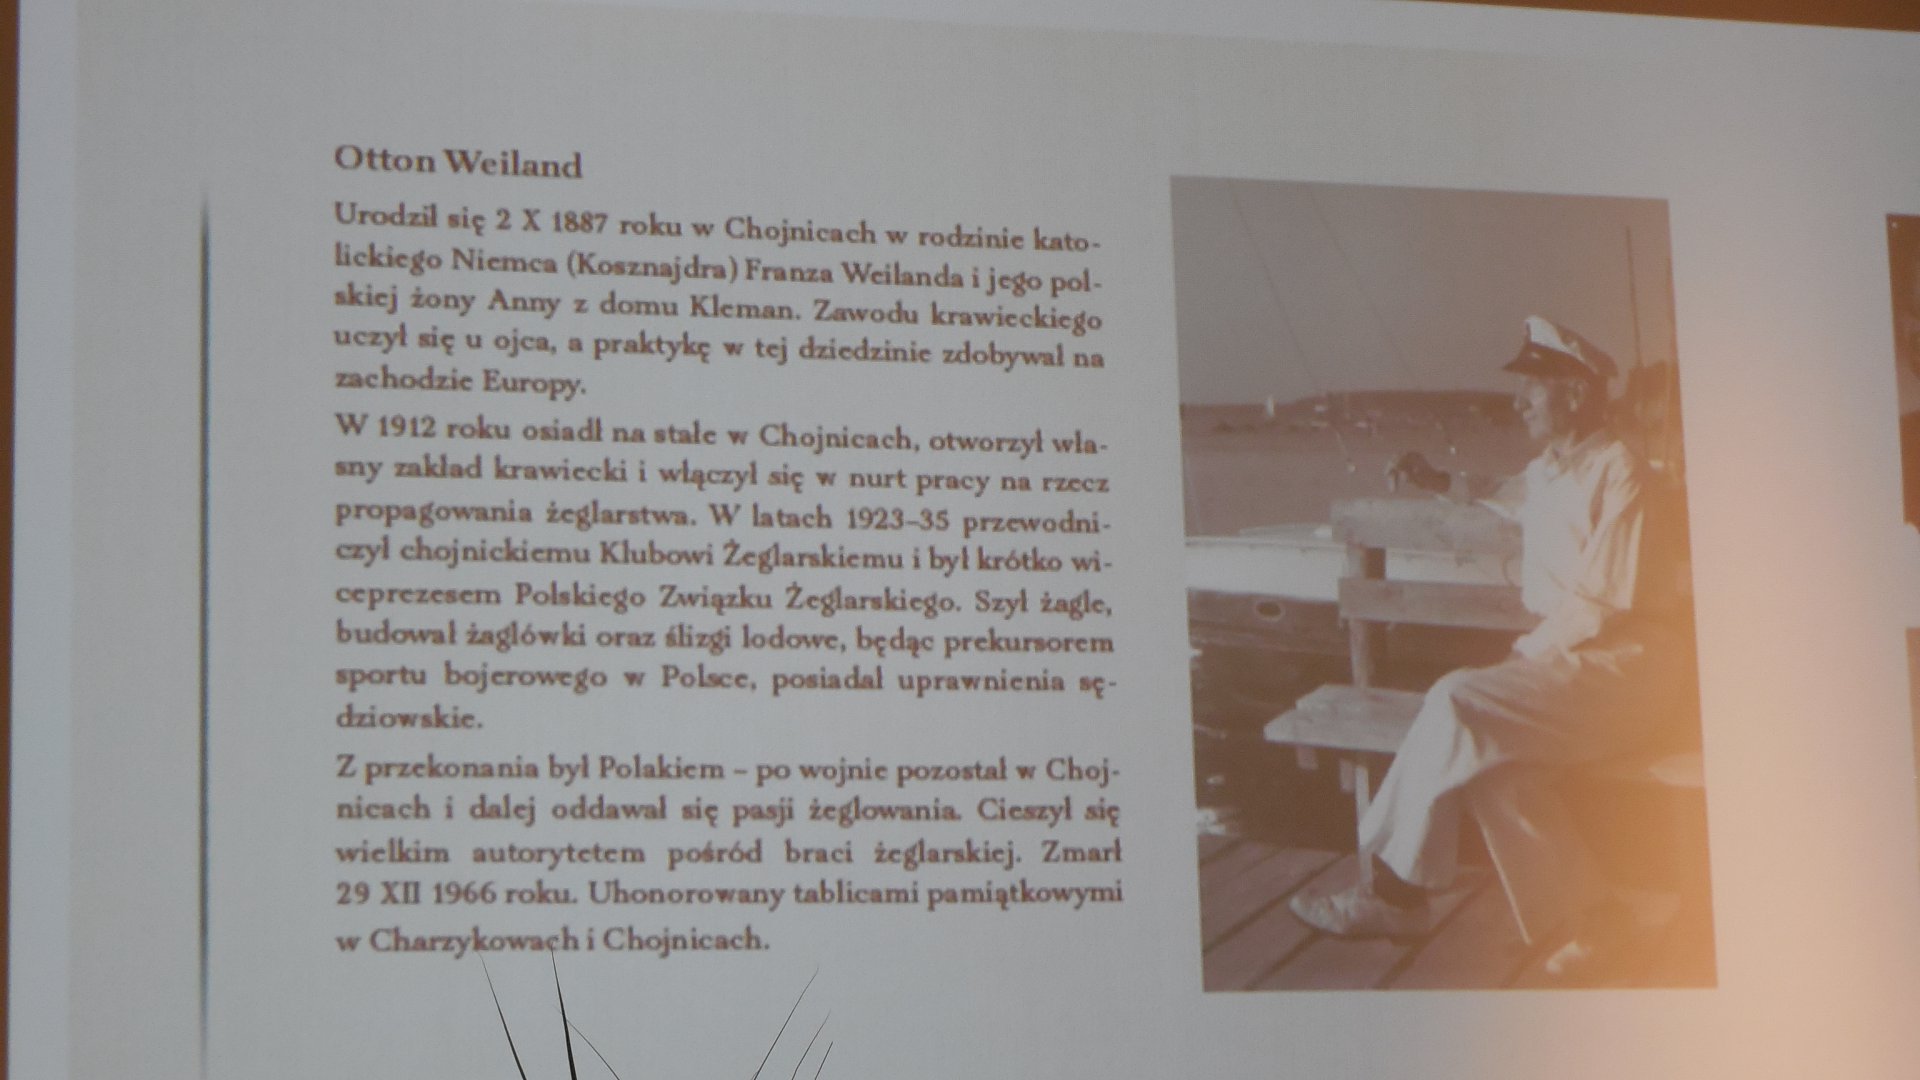 Otton Weiland
Urodził się 2 X 1887 roku w Chojnicach w rodzinie kato-
lickiego Niemca (Kosznajdra) Franza Weilanda i jego pol-
skiej żony Anny z domu Kleman. Zawodu krawieckiego
uczył się u ojca, a praktykę w tej dziedzinie zdobywał na
zachodzie Europy.
W 1912 roku osiadł na stałe w Chojnicach, otworzył wła-
sny zakład krawiecki i włączył się w nurt pracy na rzecz
propagowania żeglarstwa. W latach 1923–35 przewodni-
czył chojnickiemu Klubowi Żeglarskiemu i był krótko wi-
ceprezesem Polskiego Związku Żeglarskiego. Szył żagle,
budował żaglówki oraz ślizgi lodowe, będąc prekursorem
sportu bojerowego w Polsce, posiadał uprawnienia sę-
dziowskie.
Z przekonania był Polakiem – po wojnie pozostał w Choj-
nicach i dalej oddawał się pasji żeglowania. Cieszył się
wielkim autorytetem pośród braci żeglarskiej. Zmarł
29 XII 1966 roku. Uhonorowany tablicami pamiątkowymi
w Charzykowach i Chojnicach.